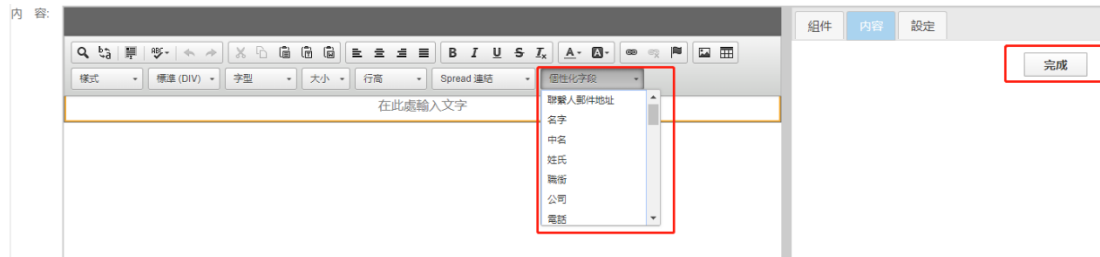 內 容:
組件 內容 設定
完成
ABC
B I U S Ix A A
樣式 標準 (DIV) 字型 大小 行高 Spread 連結 個性化字段
在此處輸入文字
聯繫人郵件地址
名字
中名
姓氏
職銜
公司
電話